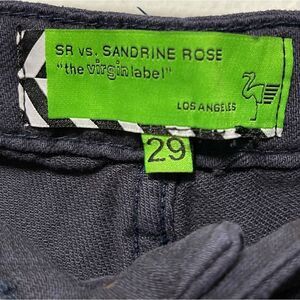 SR vs. SANDRINE ROSE
"the virgin label"
LOS ANGELES
29